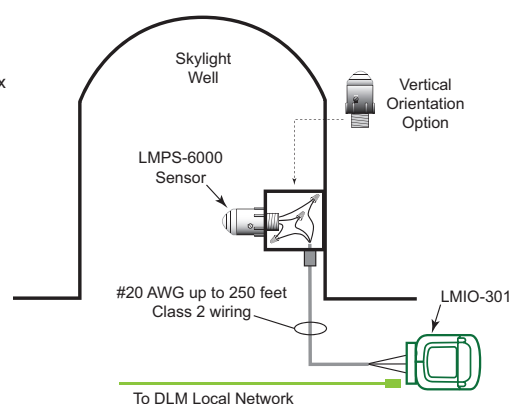 x
Skylight
Well
Vertical
Orientation
Option
LMPS-6000
Sensor
#20 AWG up to 250 feet
Class 2 wiring
LMIO-301
To DLM Local Network